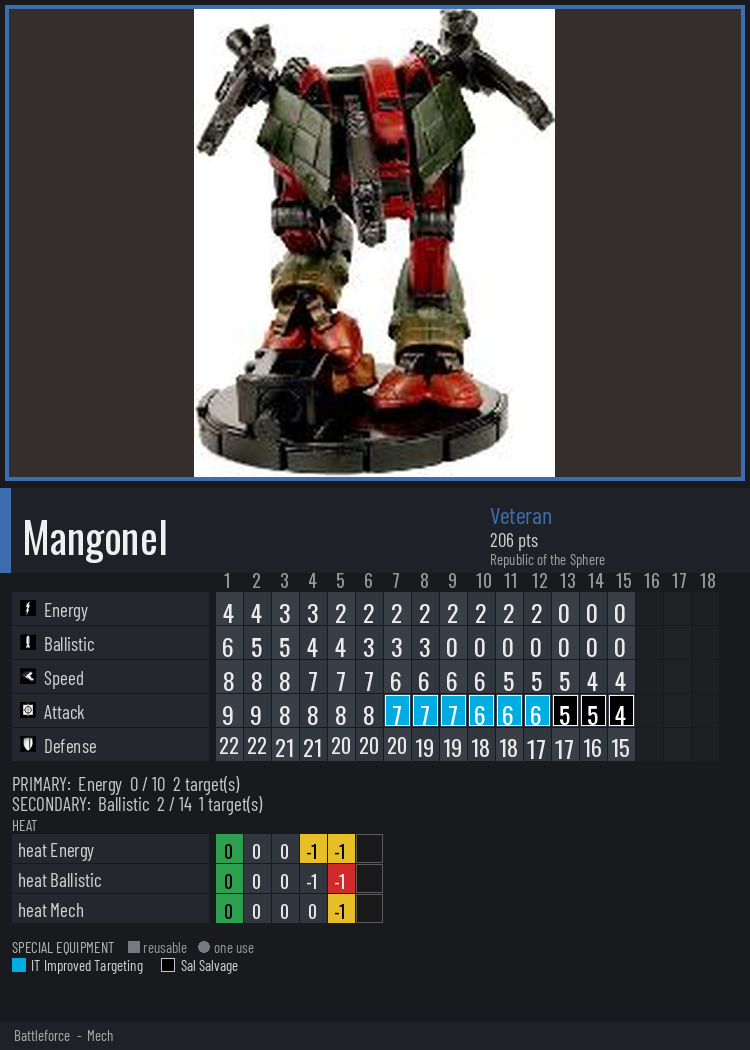 Mangonel
Veteran
206 pts
Republic of the Sphere
1 2 3 4 5 6 7 8 9 10 11 12 13 14 15 16 17 18
Energy 4 4 3 3 2 2 2 2 2 2 2 2 0 0 0
Ballistic 6 5 5 4 4 3 3 3 0 0 0 0 0 0 0
Speed 8 8 8 7 7 7 6 6 6 6 5 5 5 4 4
Attack 9 9 8 8 8 8 7 7 7 6 6 6 5 5 4
Defense 22 22 21 21 20 20 20 19 19 18 18 17 17 16 15
PRIMARY: Energy 0 / 10 2 target(s)
SECONDARY: Ballistic 2 / 14 1 target(s)
HEAT
heat Energy 0 0 0 -1 -1
heat Ballistic 0 0 0 -1 -1
heat Mech 0 0 0 0 -1
SPECIAL EQUIPMENT reusable one use
IT Improved Targeting Sal Salvage
Battleforce - Mech